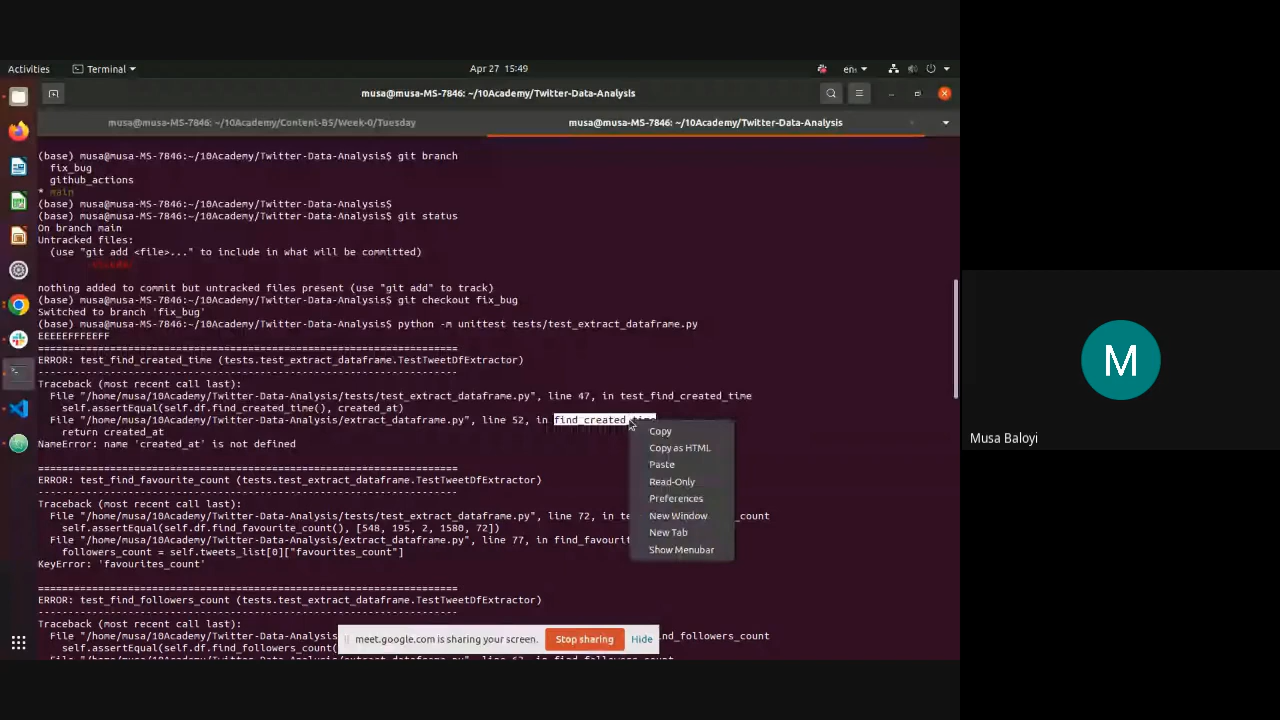 Activities
Terminal
Apr 27 15:49
en₁
musa@musa-MS-7846: ~/10Academy/Twitter-Data-Analysis
musa@musa-MS-7846: ~/10Academy/Content-B5/Week-0/Tuesday
musa@musa-MS-7846: ~/10Academy/Twitter-Data-Analysis
(base) musa@musa-MS-7846:~/10Academy/Twitter-Data-Analysis$ git branch
fix_bug
github_actions
* main
(base) musa@musa-MS-7846:~/10Academy/Twitter-Data-Analysis$
(base) musa@musa-MS-7846:~/10Academy/Twitter-Data-Analysis$ git status
On branch main
Untracked files:
(use "git add <file>..." to include in what will be committed)
nothing added to commit but untracked files present (use "git add" to track)
(base) musa@musa-MS-7846:~/10Academy/Twitter-Data-Analysis$ git checkout fix_bug
Switched to branch 'fix_bug'
(base) musa@musa-MS-7846:~/10Academy/Twitter-Data-Analysis$ python -m unittest tests/test_extract_dataframe.py
EEEEEFFFEEFF
======================================================================
ERROR: test_find_created_time (tests.test_extract_dataframe.TestTweetDfExtractor)
----------------------------------------------------------------------
Traceback (most recent call last):
File "/home/musa/10Academy/Twitter-Data-Analysis/tests/test_extract_dataframe.py", line 47, in test_find_created_time
self.assertEqual(self.df.find_created_time(), created_at)
File "/home/musa/10Academy/Twitter-Data-Analysis/extract_dataframe.py", line 52, in find_created_time
return created_at
NameError: name 'created_at' is not defined
======================================================================
ERROR: test_find_favourite_count (tests.test_extract_dataframe.TestTweetDfExtractor)
----------------------------------------------------------------------
Traceback (most recent call last):
File "/home/musa/10Academy/Twitter-Data-Analysis/tests/test_extract_dataframe.py", line 72, in te _count
self.assertEqual(self.df.find_favourite_count(), [548, 195, 2, 1580, 72])
File "/home/musa/10Academy/Twitter-Data-Analysis/extract_dataframe.py", line 77, in find_favouri
followers_count = self.tweets_list[0]["favourites_count"]
KeyError: 'favourites_count'
======================================================================
ERROR: test_find_followers_count (tests.test_extract_dataframe.TestTweetDfExtractor)
----------------------------------------------------------------------
Traceback (most recent call last):
File "/home/musa/10Academy/Twitter-Data-Analysis nd_followers_count
self.assertEqual(self.df.find_followers_count(
Copy
Copy as HTML
Paste
Read-Only
Preferences
New Window
New Tab
Show Menubar
meet.google.com is sharing your screen.
Stop sharing
Hide
M
Musa Baloyi